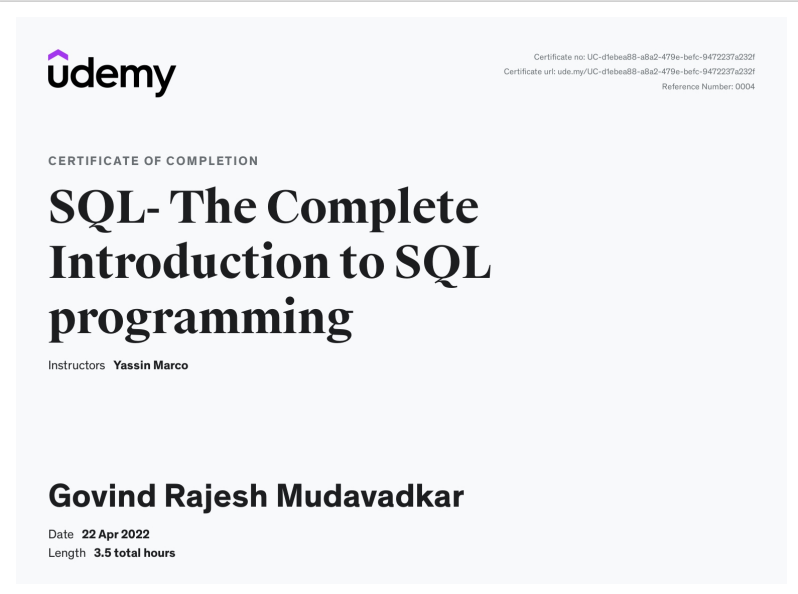 udemy
Certificate no: UC-d1ebea88-a8a2-479e-befc-9472237a232f
Certificate url: ude.my/UC-d1ebea88-a8a2-479e-befc-9472237a232f
Reference Number: 0004
CERTIFICATE OF COMPLETION
SQL- The Complete
Introduction to SQL
programming
Instructors Yassin Marco
Govind Rajesh Mudavadkar
Date 22 Apr 2022
Length 3.5 total hours